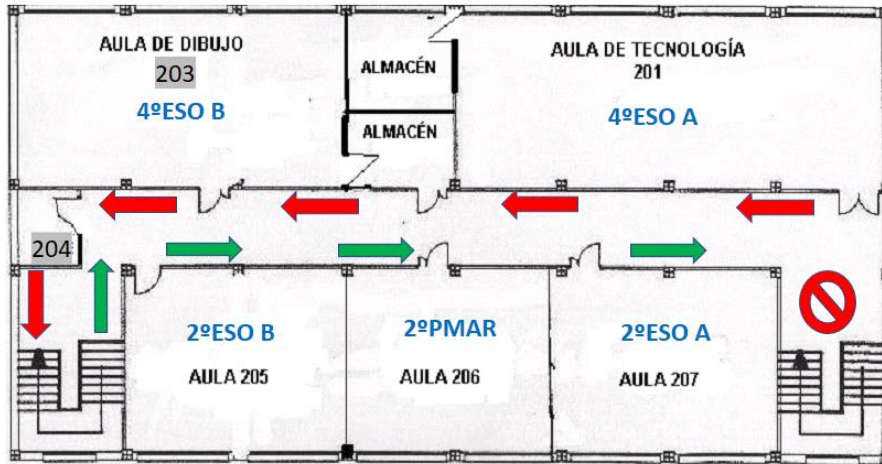 AULA DE DIBUJO
203
4ºESO B
ALMACÉN
ALMACÉN
AULA DE TECNOLOGÍA
201
4ºESO A
204
2ºESO B
AULA 205
2ºPMAR
AULA 206
2ºESO A
AULA 207